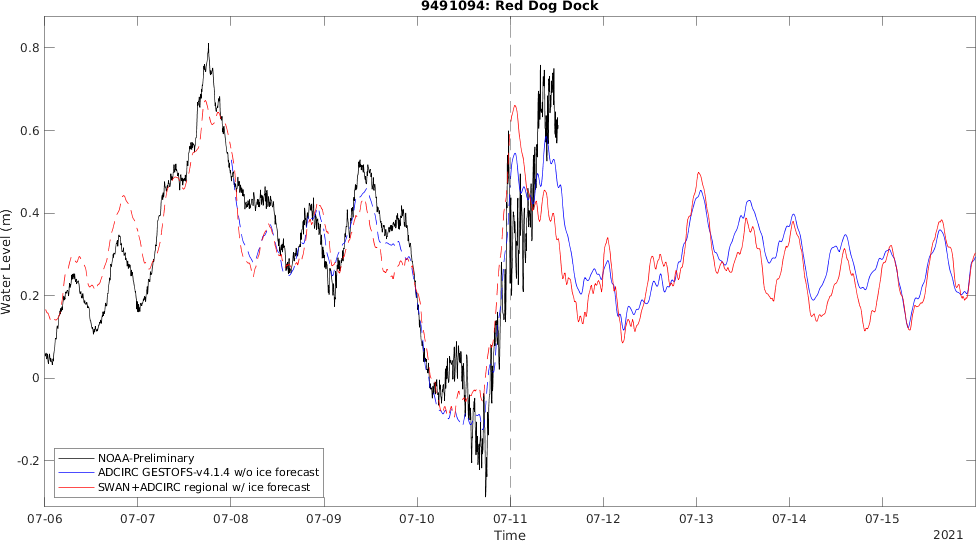 9491094: Red Dog Dock
Water Level (m)
0.8
0.6
0.4
0.2
0
-0.2
NOAA-Preliminary
ADCIRC GESTOFS-v4.1.4 w/o ice forecast
SWAN+ADCIRC regional w/ ice forecast
07-06 07-07 07-08 07-09 07-10 07-11 07-12 07-13 07-14 07-15
Time
2021